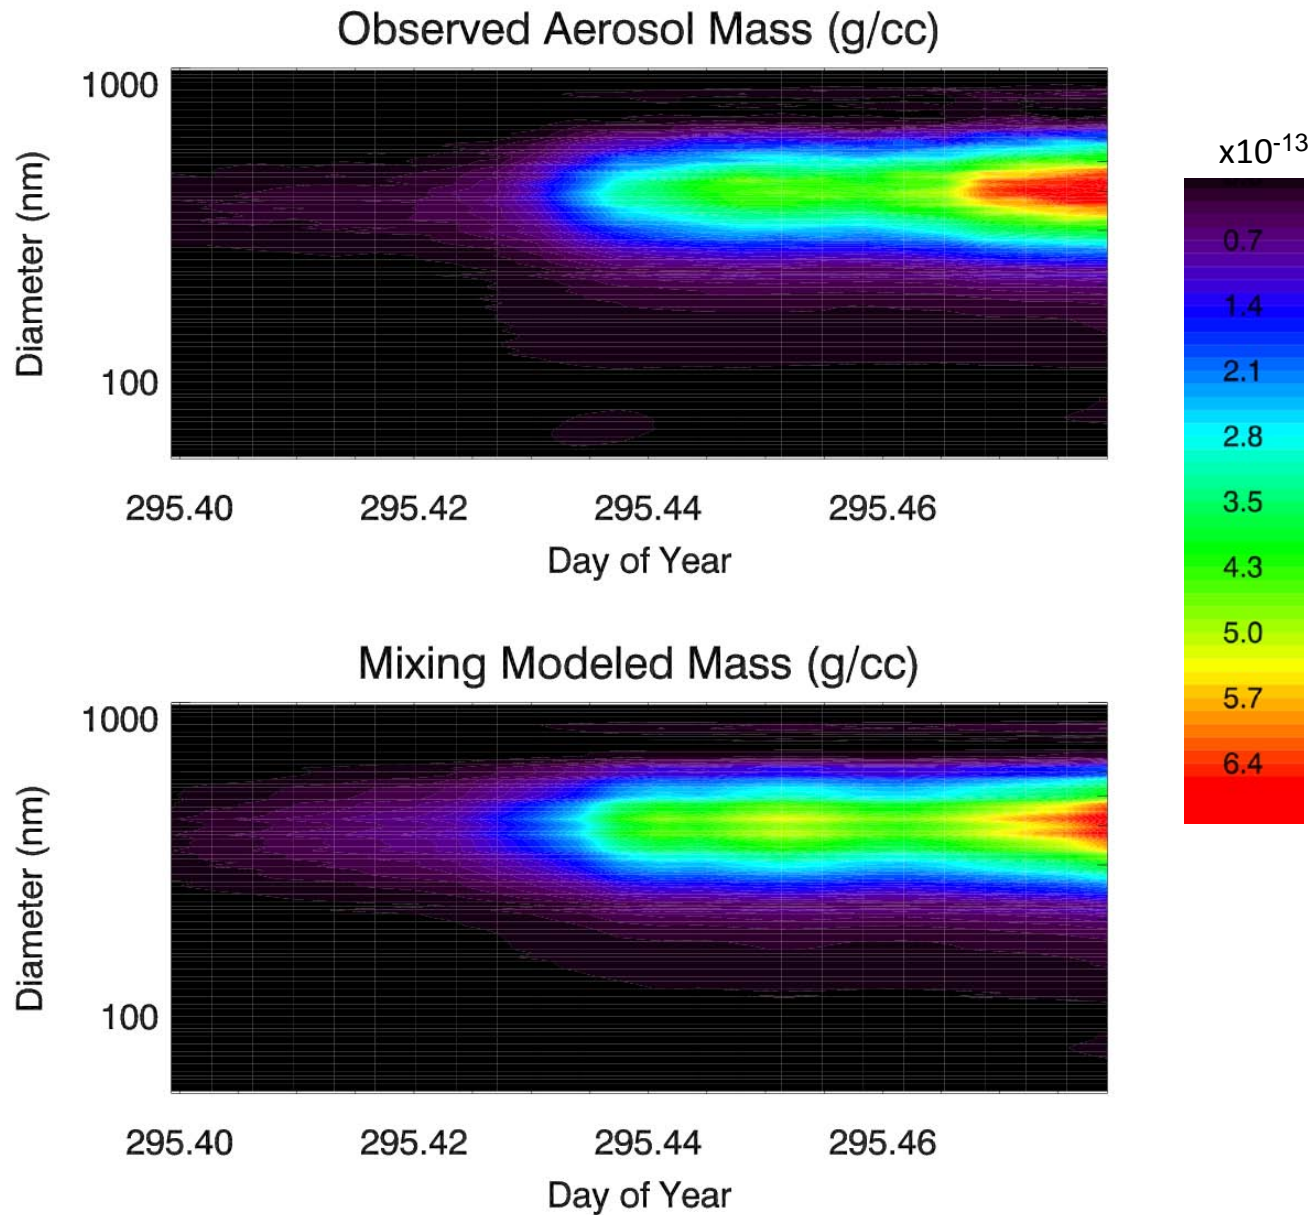 Observed Aerosol Mass (g/cc)
1000
Diameter (nm)
100
295.40 295.42 295.44 295.46
Day of Year
x10-13
0.7
1.4
2.1
2.8
3.5
4.3
5.0
5.7
6.4
Mixing Modeled Mass (g/cc)
1000
Diameter (nm)
100
295.40 295.42 295.44 295.46
Day of Year